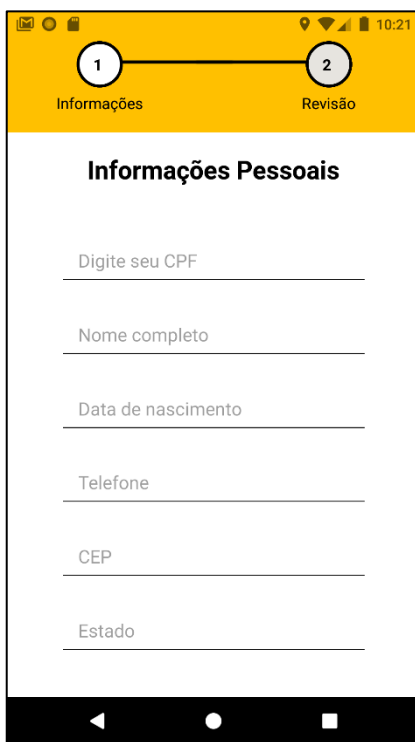 10:21
1
2
Informações
Revisão
Informações Pessoais
Digite seu CPF
Nome completo
Data de nascimento
Telefone
CEP
Estado